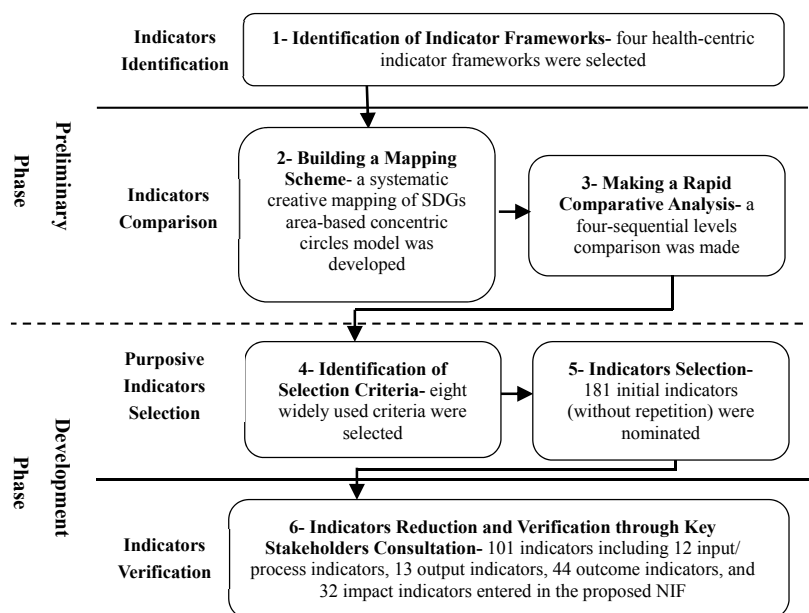 Indicators
Identification
1- Identification of Indicator Frameworks- four health-centric
indicator frameworks were selected
Preliminary
Phase
Indicators
Comparison
2- Building a Mapping
Scheme- a systematic
creative mapping of SDGs
area-based concentric
circles model was
developed
3- Making a Rapid
Comparative Analysis- a
four-sequential levels
comparison was made
Development
Phase
Purposive
Indicators
Selection
4- Identification of
Selection Criteria- eight
widely used criteria were
selected
5- Indicators Selection-
181 initial indicators
(without repetition) were
nominated
Indicators
Verification
6- Indicators Reduction and Verification through Key
Stakeholders Consultation- 101 indicators including 12 input/
process indicators, 13 output indicators, 44 outcome indicators, and
32 impact indicators entered in the proposed NIF